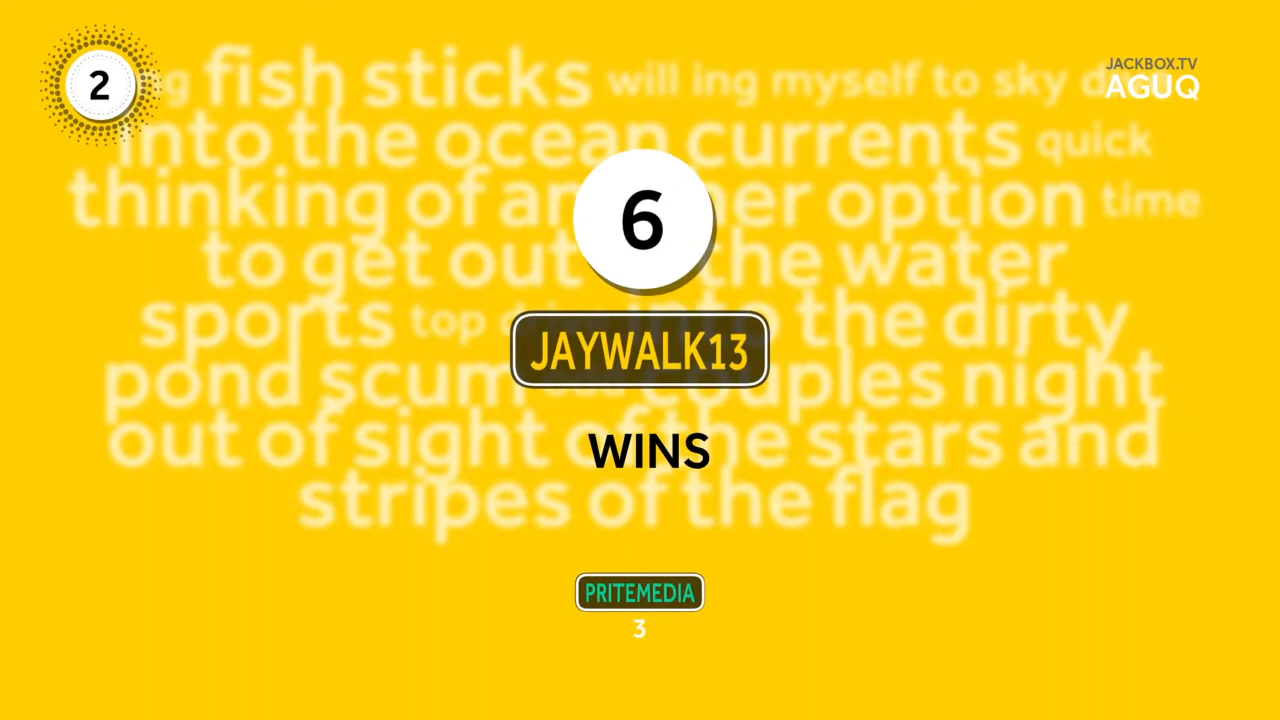 2
fish sticks will ing myself to sky
JACKBOX.TV
AGUQ
into the ocean currents quick
thinking of option time
6
to get out the water
sports top the dirty
JAYWALK13
pond scum couples night
out of sight the stars and
WINS
stripes of the flag
PRITEMEDIA
3